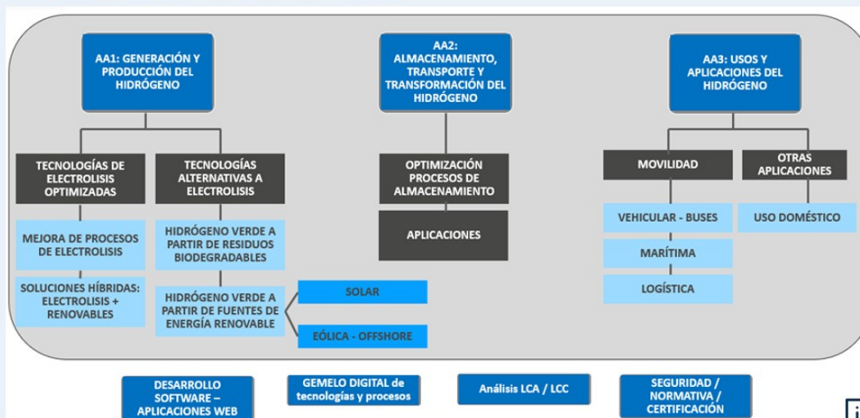 AA1: GENERACIÓN Y
PRODUCCIÓN DEL
HIDRÓGENO
AA2:
ALMACENAMIENTO,
TRANSPORTE Y
TRANSFORMACIÓN DEL
HIDRÓGENO
AA3: USOS Y
APLICACIONES DEL
HIDRÓGENO
TECNOLOGÍAS DE
ELECTROLISIS
OPTIMIZADAS
TECNOLOGÍAS
ALTERNATIVAS A
ELECTROLISIS
OPTIMIZACIÓN
PROCESOS DE
ALMACENAMIENTO
MOVILIDAD
OTRAS
APLICACIONES
MEJORA DE PROCESOS
DE ELECTROLISIS
HIDRÓGENO VERDE A
PARTIR DE RESIDUOS
BIODEGRADABLES
APLICACIONES
VEHICULAR - BUSES
USO DOMÉSTICO
MARÍTIMA
SOLUCIONES HÍBRIDAS:
ELECTROLISIS +
RENOVABLES
HIDRÓGENO VERDE A
PARTIR DE FUENTES DE
ENERGÍA RENOVABLE
SOLAR
EÓLICA - OFFSHORE
LOGÍSTICA
DESARROLLO
SOFTWARE –
APLICACIONES WEB
GEMELO DIGITAL de
tecnologías y procesos
Análisis LCA / LCC
SEGURIDAD /
NORMATIVA /
CERTIFICACIÓN